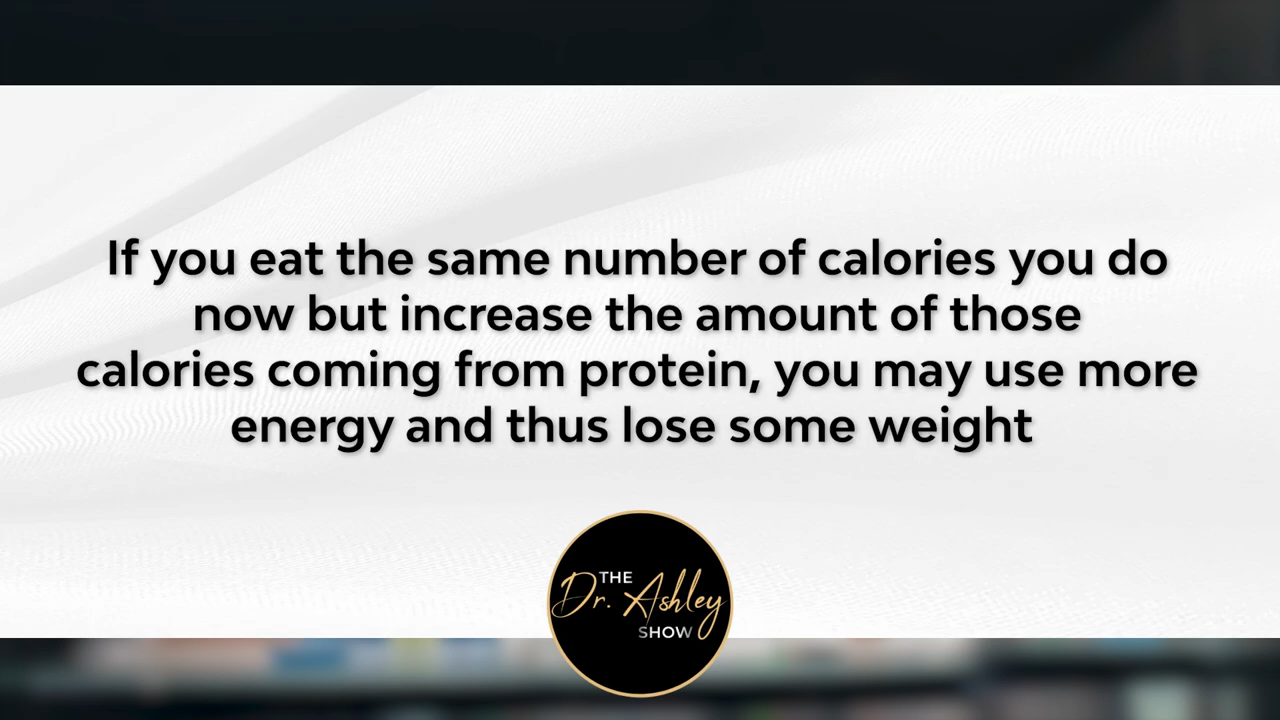 If you eat the same number of calories you do
now but increase the amount of those
calories coming from protein, you may use more
energy and thus lose some weight
THE
Dr. Ashley
SHOW